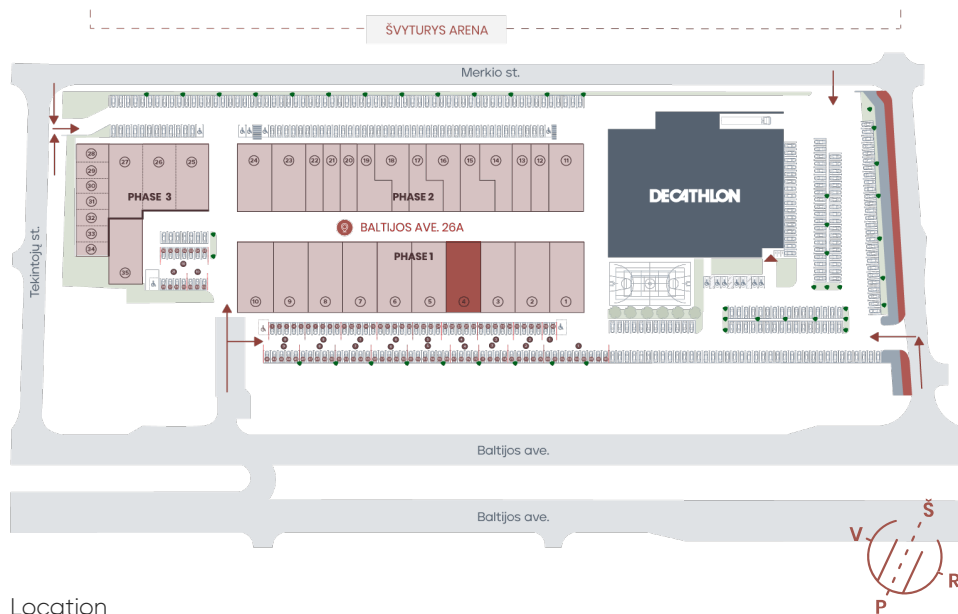 ŠVYTURYS ARENA
Merkio st.
Tekintojų st.
28
29
30
31
32
33
34
27
26
25
PHASE 3
35
24
23
22
21
20
19
18
17
16
15
14
13
12
11
PHASE 2
BALTIJOS AVE. 26A
PHASE 1
10
9
8
7
6
5
4
3
2
1
DECATHLON
Baltijos ave.
Baltijos ave.
Š
V
R
P
Location